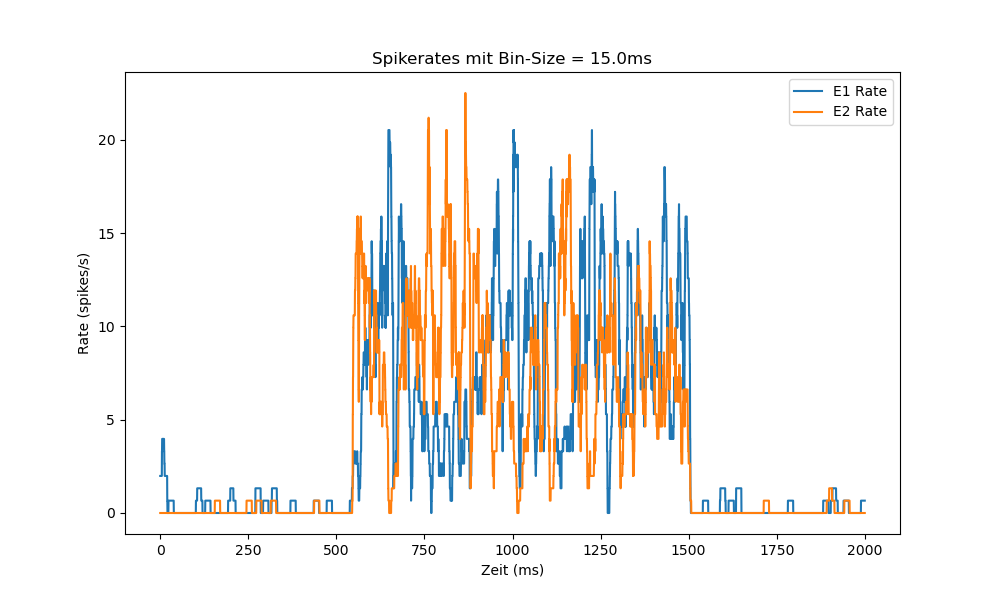 Spikerates mit Bin-Size = 15.0ms
E1 Rate
E2 Rate
Rate (spikes/s)
20
15
10
5
0
0 250 500 750 1000 1250 1500 1750 2000
Zeit (ms)